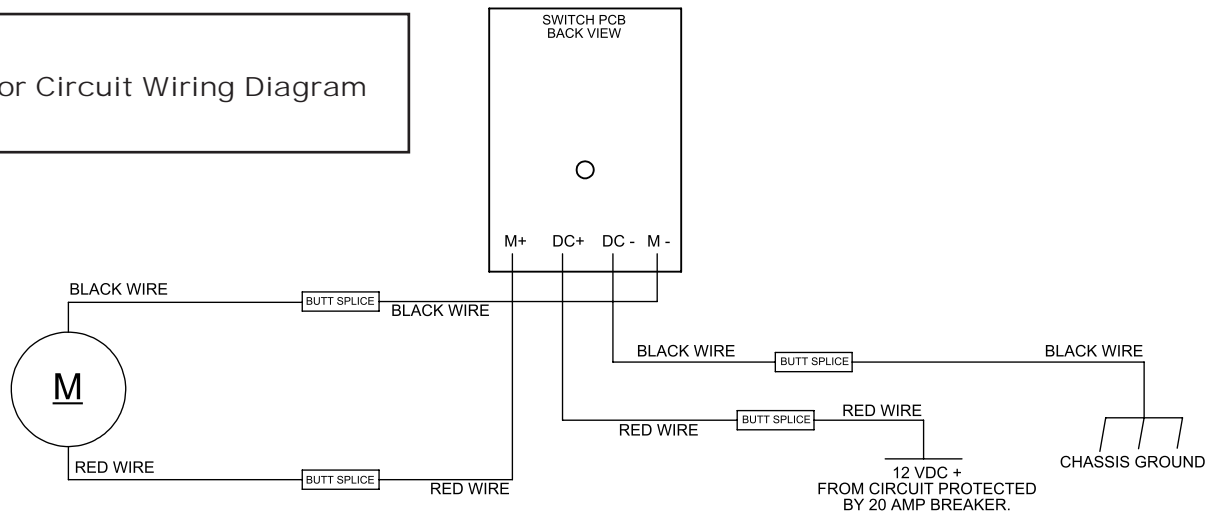 or Circuit Wiring Diagram
SWITCH PCB
BACK VIEW
M+ DC+ DC - M -
BLACK WIRE
BUTT SPLICE
BLACK WIRE
M
BLACK WIRE
BUTT SPLICE
BLACK WIRE
RED WIRE
BUTT SPLICE
RED WIRE
RED WIRE
BUTT SPLICE
RED WIRE
12 VDC +
FROM CIRCUIT PROTECTED
BY 20 AMP BREAKER.
CHASSIS GROUND